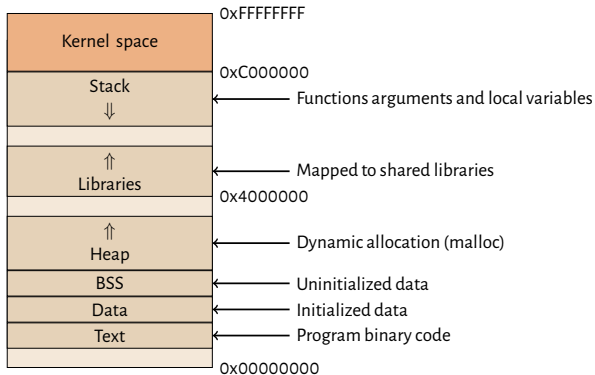 0xFFFFFFFF
Kernel space
0xC000000
Stack
⇓
Functions arguments and local variables
⇑
Libraries
Mapped to shared libraries
0x4000000
⇑
Heap
Dynamic allocation (malloc)
BSS
Uninitialized data
Data
Initialized data
Text
Program binary code
0x00000000